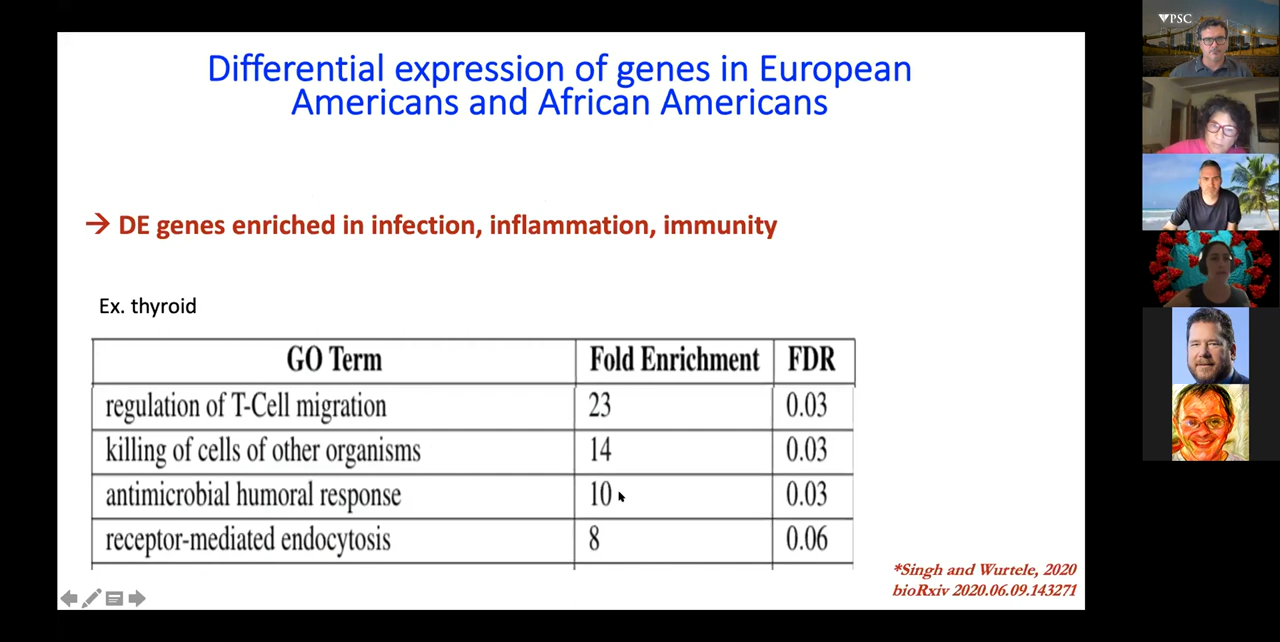 Differential expression of genes in European
Americans and African Americans
→ DE genes enriched in infection, inflammation, immunity
Ex. thyroid
GO Term Fold Enrichment FDR
regulation of T-Cell migration 23 0.03
killing of cells of other organisms 14 0.03
antimicrobial humoral response 10 0.03
receptor-mediated endocytosis 8 0.06
*Singh and Wurtele, 2020
bioRxiv 2020.06.09.143271
PSC